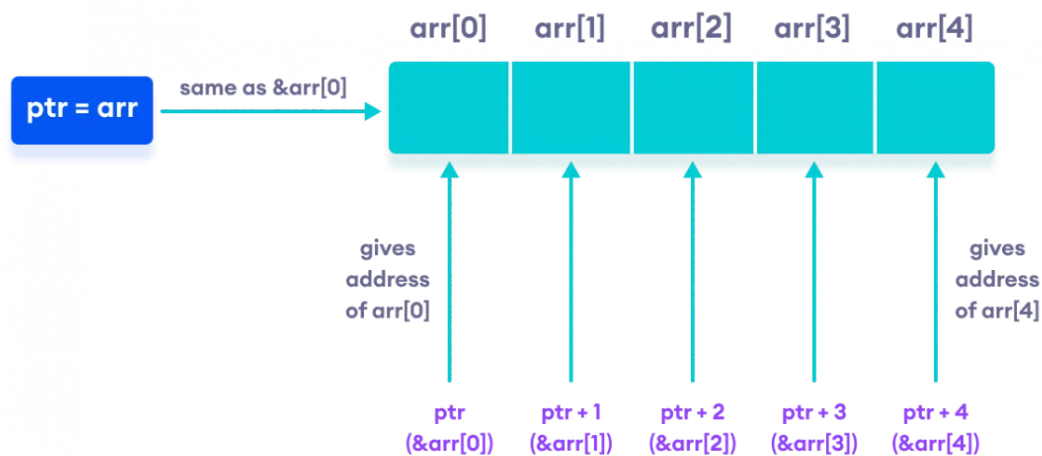 arr[0] arr[1] arr[2] arr[3] arr[4]
ptr = arr
same as &arr[0]
gives
address
of arr[0]
gives
address
of arr[4]
ptr ptr + 1 ptr + 2 ptr + 3 ptr + 4
(&arr[0]) (&arr[1]) (&arr[2]) (&arr[3]) (&arr[4])